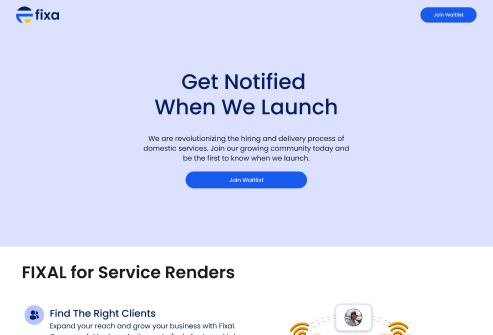 fixa
Join Waitlist
Get Notified
When We Launch
We are revolutionizing the hiring and delivery process of
domestic services. Join our growing community today and
be the first to know when we launch.
Join Waitlist
FIXAL for Service Renders
Find The Right Clients
Expand your reach and grow your business with Fixal.